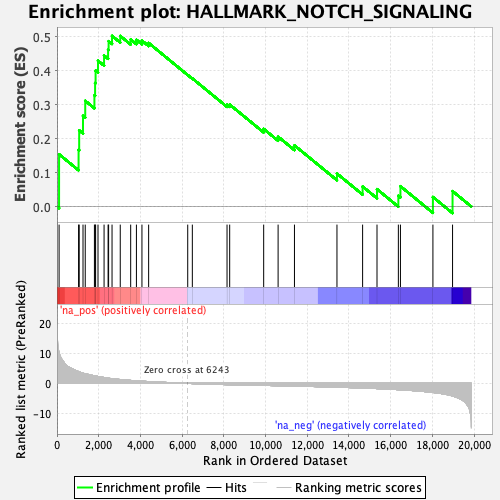 Enrichment plot: HALLMARK_NOTCH_SIGNALING
Enrichment score (ES)
0.5
0.4
0.3
0.2
0.1
0.0
'na_pos' (positively correlated)
Ranked list metric (PreRanked)
20
10
0
-10
Zero cross at 6243
'na_neg' (negatively correlated)
0
2,000
4,000
6,000
8,000
10,000
12,000
14,000
16,000
18,000
20,000
Rank in Ordered Dataset
Enrichment profile
Hits
Ranking metric scores